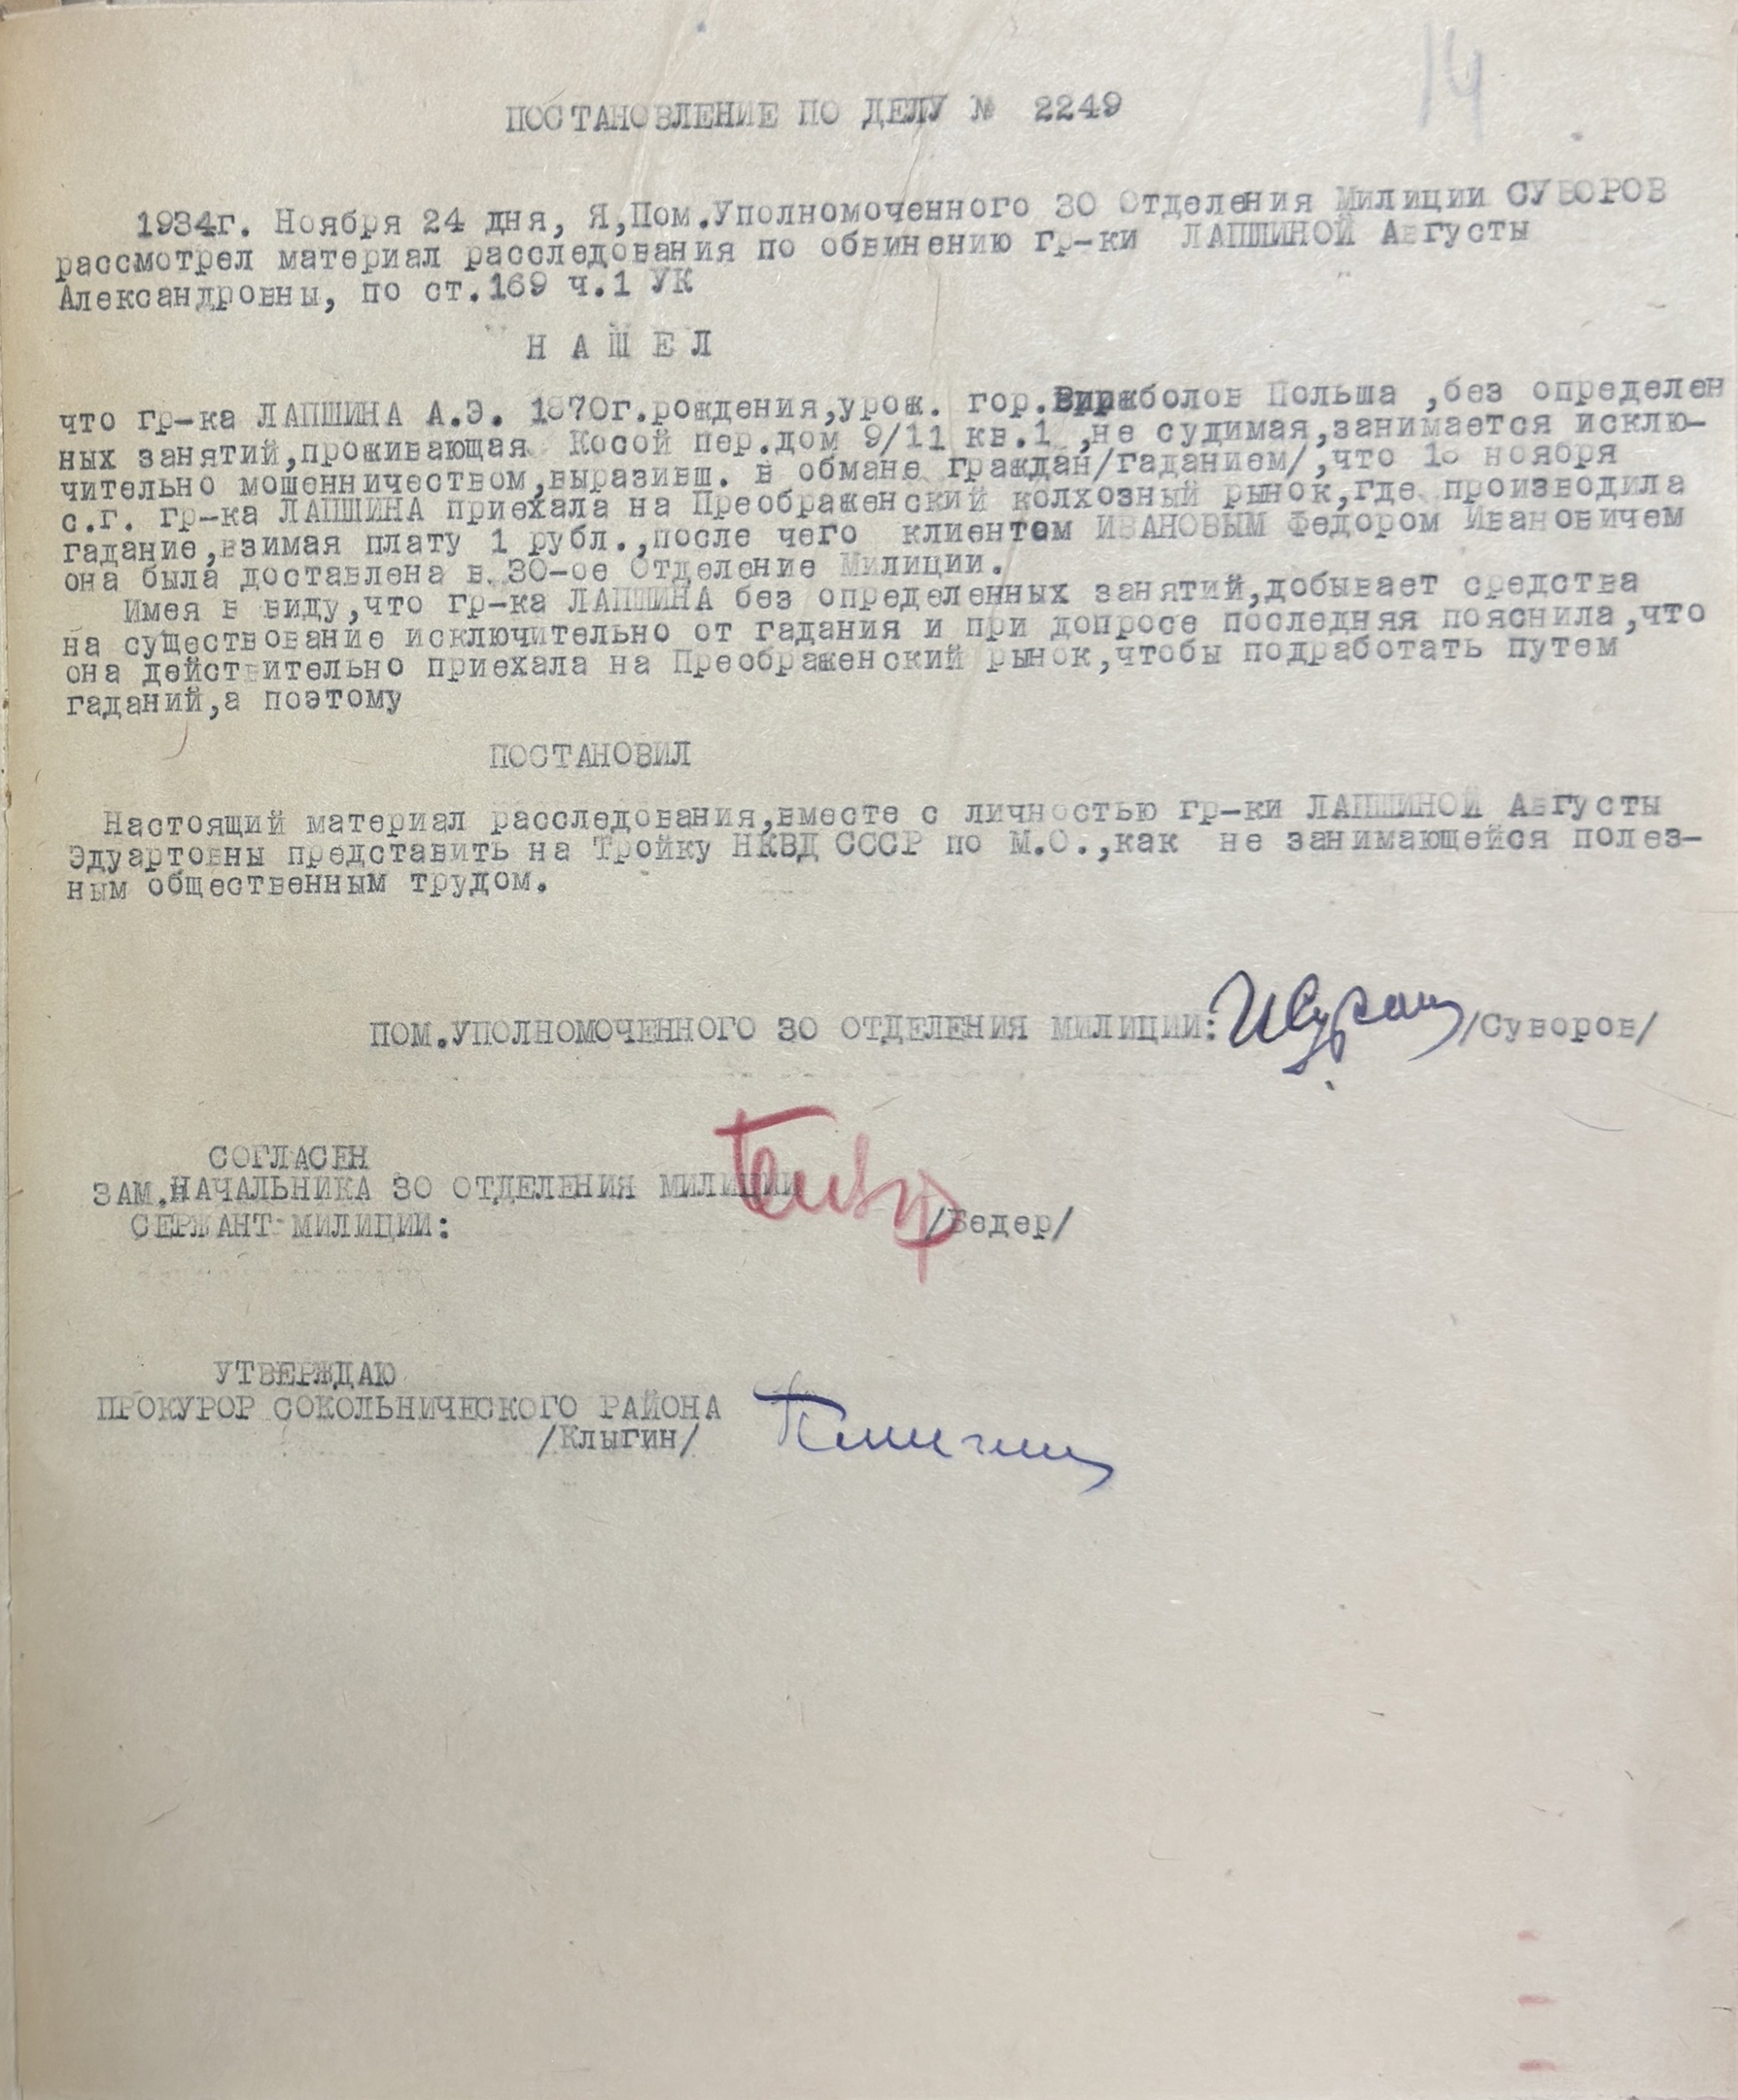 14
ПОСТАНОВЛЕНИЕ ПО ДЕЛУ № 2249
1934г. Ноября 24 дня, Я,Пом.Уполномоченного 30 Отделения Милиции СУВОРОВ
рассмотрел материал расследования по обвинению гр-ки ЛАПШИНОЙ Августы
Александровны, по ст.169 ч.1 УК
Н А Ш Е Л
что гр-ка ЛАПШИНА А.Э. 1870г.рождения,урож. гор.Виржболов Польша ,без определен
ных занятий,проживающая Косой пер.дом 9/11 кв.1 ,не судимая,занимается исклю-
чительно мошенничеством,выразивш. в обмане граждан/гаданием/,что 18 ноября
с.г. гр-ка ЛАПШИНА приехала на Преображенский колхозный рынок,где производила
гадание,взимая плату 1 рубл.,после чего клиентом ИВАНОВЫМ Федором Ивановичем
она была доставлена в 30-ое Отделение Милиции.
Имея в виду,что гр-ка ЛАПШИНА без определенных занятий,добывает средства
на существование исключительно от гадания и при допросе последняя пояснила,что
она действительно приехала на Преображенский рынок,чтобы подработать путем
гаданий,а поэтому
ПОСТАНОВИЛ
Настоящий материал расследования,вместе с личностью гр-ки ЛАПШИНОЙ Августы
Эдуартовны представить на Тройку НКВД СССР по М.О.,как не занимающейся полез-
ным общественным трудом.
ПОМ.УПОЛНОМОЧЕННОГО 30 ОТДЕЛЕНИЯ МИЛИЦИИ: /Суворов/
СОГЛАСЕН
ЗАМ.НАЧАЛЬНИКА 30 ОТДЕЛЕНИЯ МИЛИЦИИ
СЕРЖАНТ МИЛИЦИИ: /Бедер/
УТВЕРЖДАЮ
ПРОКУРОР СОКОЛЬНИЧЕСКОГО РАЙОНА
/Клыгин/